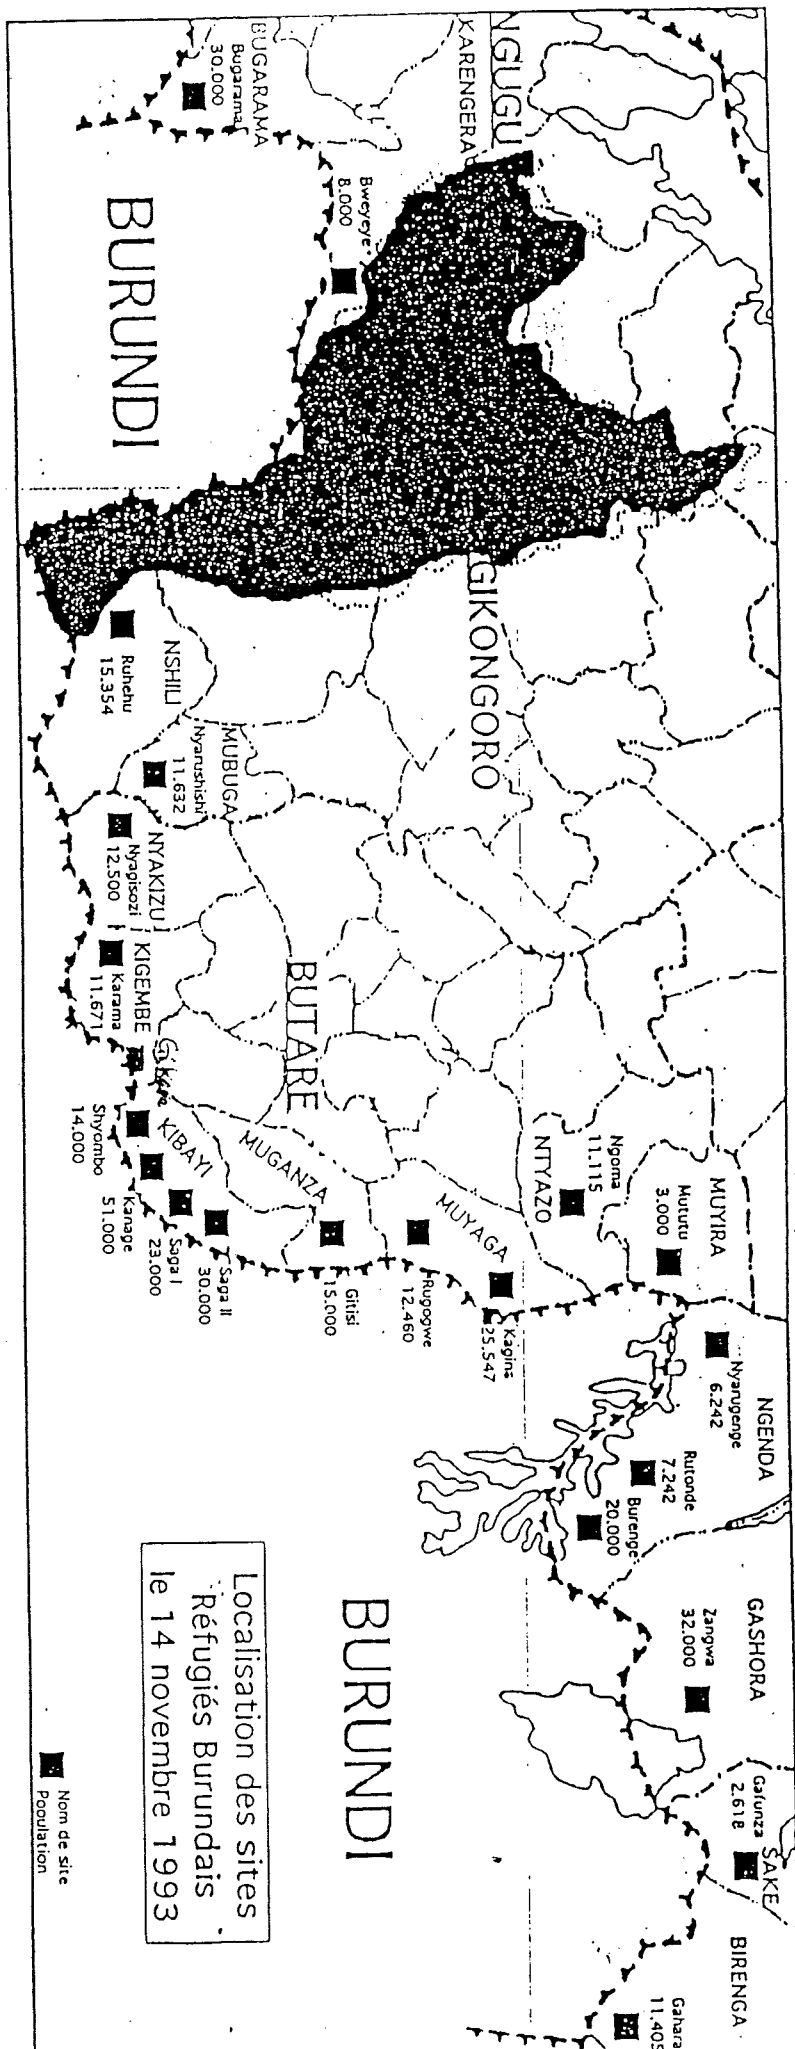 NGUGU
KARENGERA
BUGARAMA
Bugarama
30.000
Bweyeye
8.000
BURUNDI
GIKONGORO
NSHILI
Ruhehu
15.354
MUBUGA
Nyarushishi
11.632
NYAKIZU
Nyagisozi
12.500
KIGEMBE
Karama
11.671
BUTARE
KIBAYI
Shyombo
14.000
Kanage
51.000
Saga I
23.000
Saga II
30.000
MUGANZA
Gitisi
15.000
MUYAGA
Rugogwe
12.460
Kagina
25.547
NTYAZO
Ngoma
11.115
MUYIRA
Mututu
3.000
NGENDA
Nyarugenge
6.242
Rutonde
7.242
Burenge
20.000
GASHORA
Zangwa
32.000
SAKE
Gafunza
2.618
BIRENGA
Gahara
11.405
BURUNDI
Localisation des sites
Réfugiés Burundais
le 14 novembre 1993
Nom de site
Population